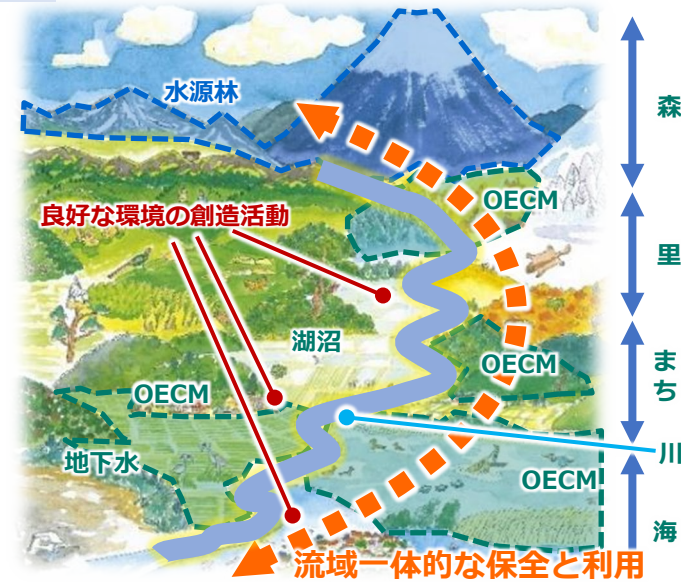 水源林
森
OECM
良好な環境の創造活動
里
湖沼
OECM
まち
OECM
川
地下水
OECM
海
流域一体的な保全と利用